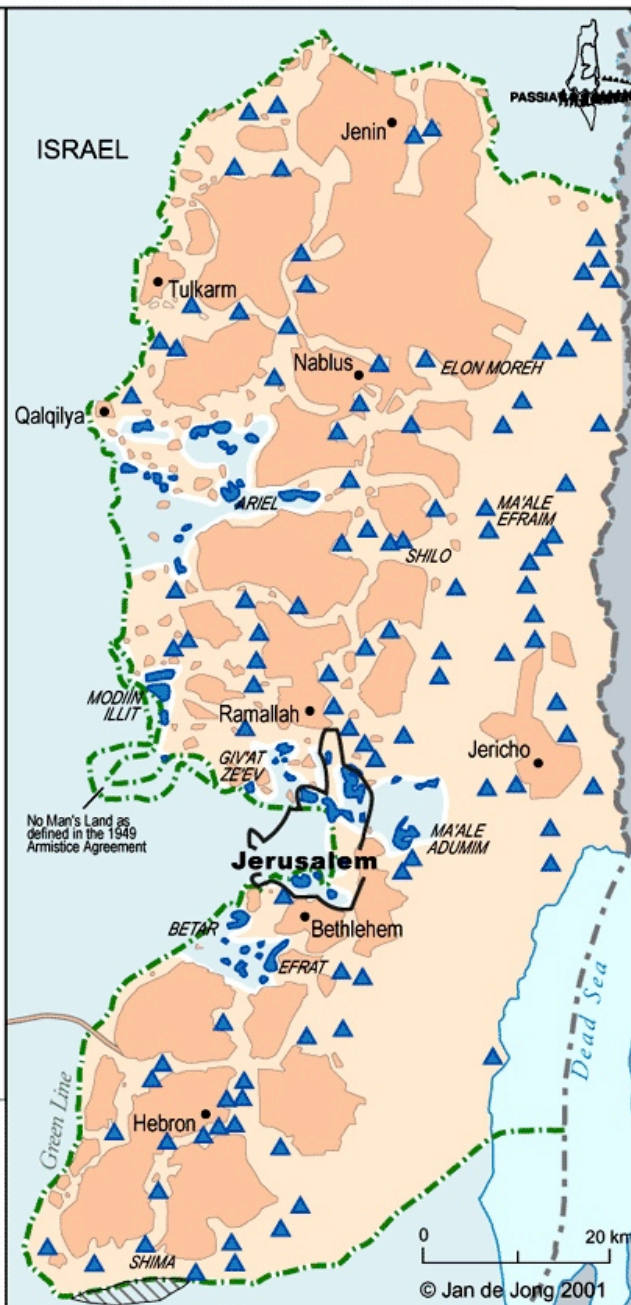 PASSIA
ISRAEL
Jenin
Tulkarm
Nablus
ELON MOREH
Qalqilya
ARIEL
MA'ALE
EFRAIM
SHILO
MODIIN
ILLIT
Ramallah
GIV'AT
ZE'EV
Jericho
No Man's Land as
defined in the 1949
Armistice Agreement
MA'ALE
ADUMIM
Jerusalem
BETAR
Bethlehem
EFRAT
Dead Sea
Green Line
Hebron
SHIMA
0 20 km
© Jan de Jong 2001